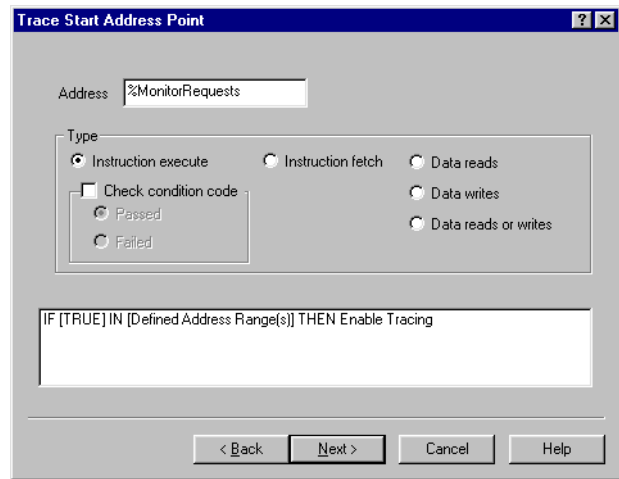 Trace Start Address Point
Address %MonitorRequests
Type
Instruction execute Instruction fetch Data reads
Check condition code Data writes
Passed Data reads or writes
Failed
IF [TRUE] IN [Defined Address Range(s)] THEN Enable Tracing
< Back Next > Cancel Help